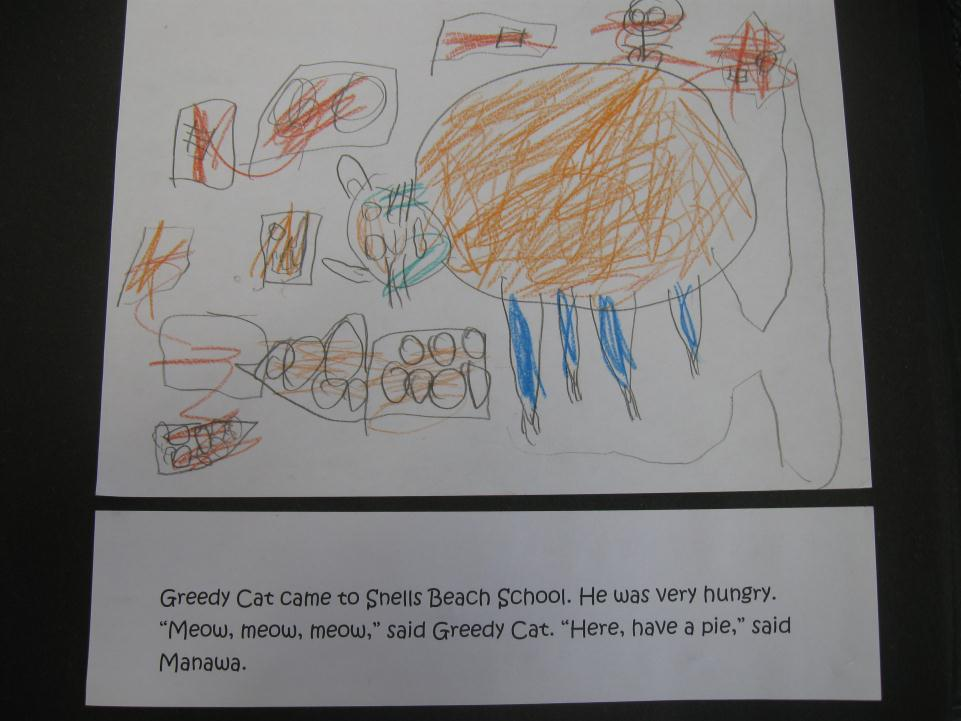 Greedy Cat came to Snells Beach School. He was very hungry.
“Meow, meow, meow,” said Greedy Cat. “Here, have a pie,” said
Manawa.